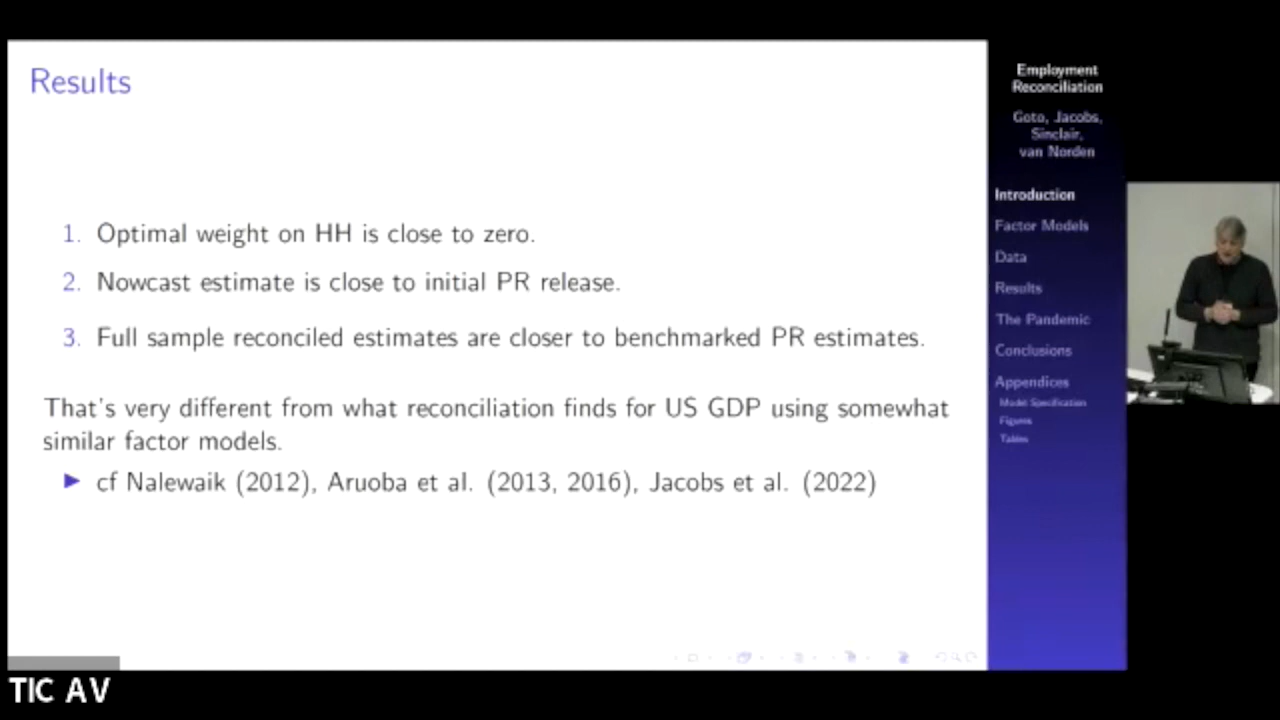 Results
1. Optimal weight on HH is close to zero.
2. Nowcast estimate is close to initial PR release.
3. Full sample reconciled estimates are closer to benchmarked PR estimates.
That's very different from what reconciliation finds for US GDP using somewhat
similar factor models.
cf Nalewaik (2012), Aruoba et al. (2013, 2016), Jacobs et al. (2022)
Employment
Reconciliation
Goto, Jacobs,
Sinclair,
van Norden
Introduction
Factor Models
Data
Results
The Pandemic
Conclusions
Appendices
Model Specification
Figures
Tables
TIC AV